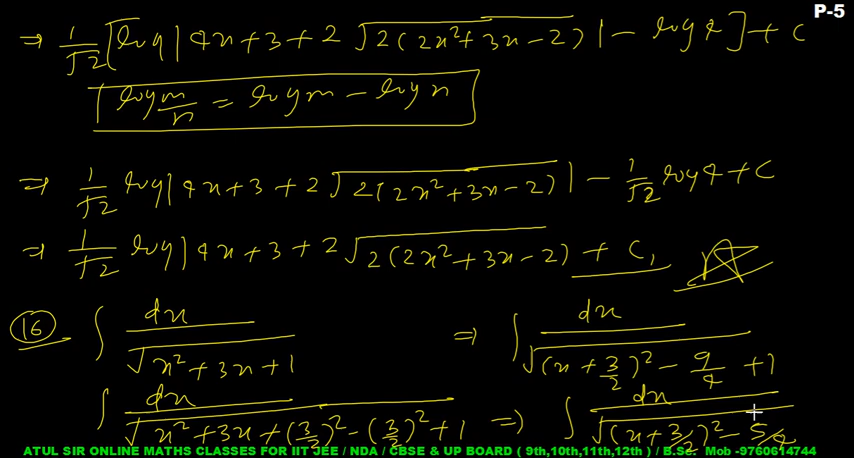 P-5
⇒ 1/√2 [log|4x+3+2√2(2x²+3x-2)| - log 4] + C
log m/n = log m - log n
⇒ 1/√2 log|4x+3+2√2(2x²+3x-2)| - 1/√2 log 4 + C
⇒ 1/√2 log|4x+3+2√2(2x²+3x-2) + C₁
(16) ∫ dx/√x²+3x+1 ⇒ ∫ dx/√(x+3/2)² - 9/4 + 1
∫ dx/√x²+3x+(3/2)²-(3/2)²+1 ⇒ ∫ dx/√(x+3/2)² - 5/4
ATUL SIR ONLINE MATHS CLASSES FOR IIT JEE / NDA / CBSE & UP BOARD ( 9th,10th,11th,12th ) / B.Sc. Mob -9760614744